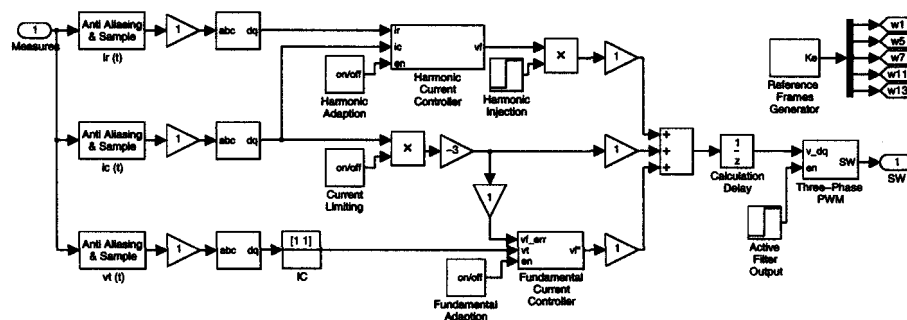 1
Measures
Anti Aliasing
& Sample
Ir (t)
1
abc dq
ir
ic
en
vf
Harmonic
Current
Controller
on/off
Harmonic
Adaption
Harmonic
Injection
×
1
Ke
Reference
Frames
Generator
w1
w5
w7
w11
w13
Anti Aliasing
& Sample
ic (t)
1
abc dq
on/off
Current
Limiting
×
-3
1
1
+
+
+
1
z
Calculation
Delay
v_dq
en
SW
Three-Phase
PWM
1
SW
Active
Filter
Output
Anti Aliasing
& Sample
vt (t)
1
abc dq
[1 1]
IC
on/off
Fundamental
Adaption
vf_err
vt
en
vf*
Fundamental
Current
Controller
1